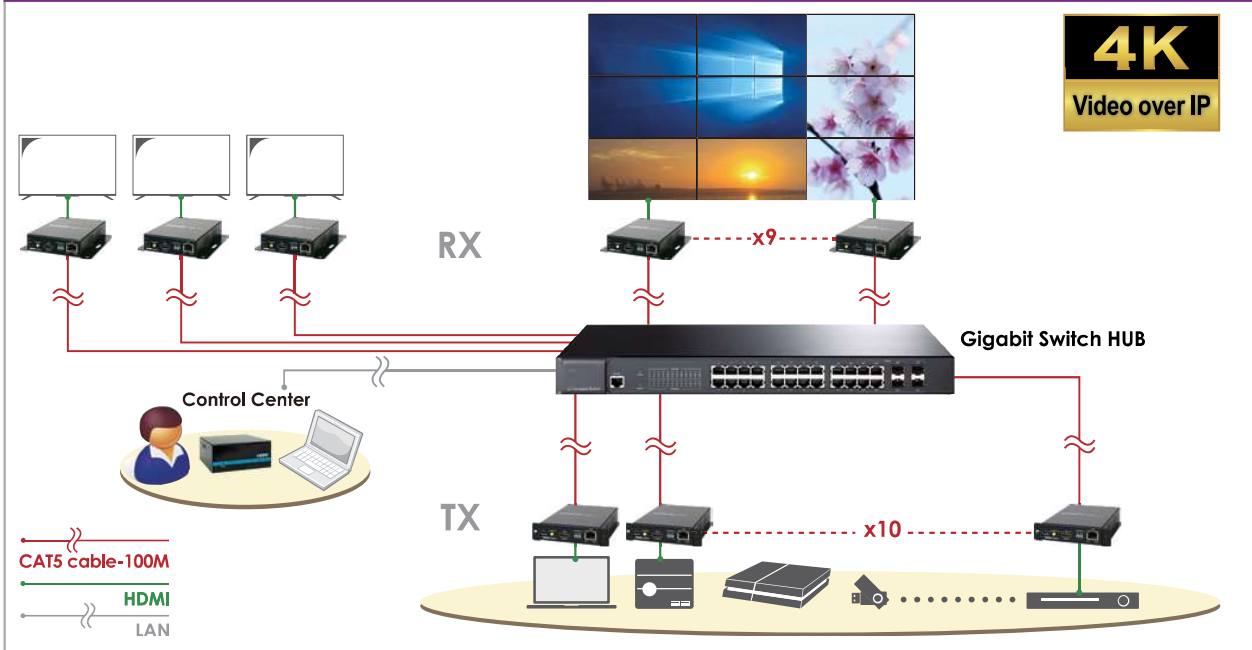 4K
Video over IP
RX
x9
Gigabit Switch HUB
Control Center
TX
x10
CAT5 cable-100M
HDMI
LAN